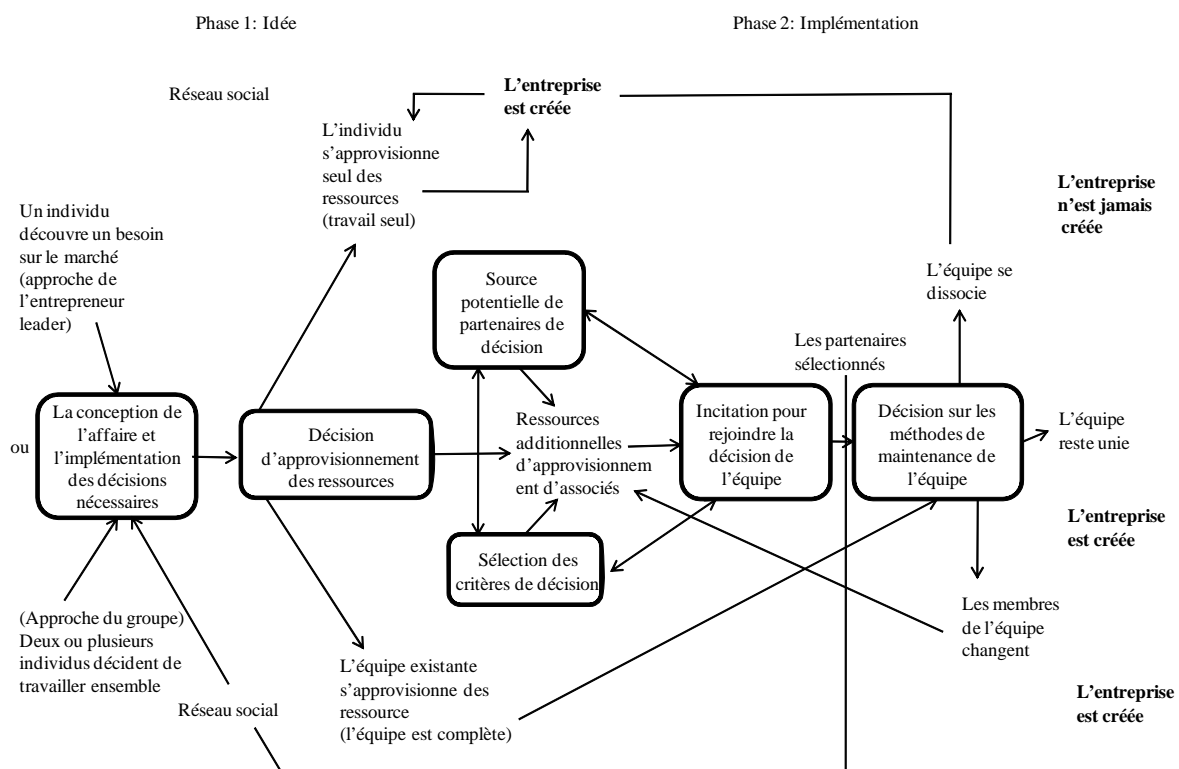 Phase 1: Idée
Phase 2: Implémentation
Réseau social
L'entreprise
est créée
L'individu
s'approvisionne
seul des
ressources
(travail seul)
L'entreprise
n'est jamais
créée
Un individu
découvre un besoin
sur le marché
(approche de
l'entrepreneur
leader)
Source
potentielle de
partenaires de
décision
L'équipe se
dissocie
Les partenaires
sélectionnés
ou
La conception de
l'affaire et
l'implémentation
des décisions
nécessaires
Décision
d'approvisionnement
des ressources
Ressources
additionnelles
d'approvisionnem
ent d'associés
Incitation pour
rejoindre la
décision de
l'équipe
Décision sur les
méthodes de
maintenance de
l'équipe
L'équipe
reste unie
L'entreprise
est créée
Sélection des
critères de décision
(Approche du groupe)
Deux ou plusieurs
individus décident de
travailler ensemble
Les membres
de l'équipe
changent
L'équipe existante
s'approvisionne des
ressource
(l'équipe est complète)
Réseau social
L'entreprise
est créée